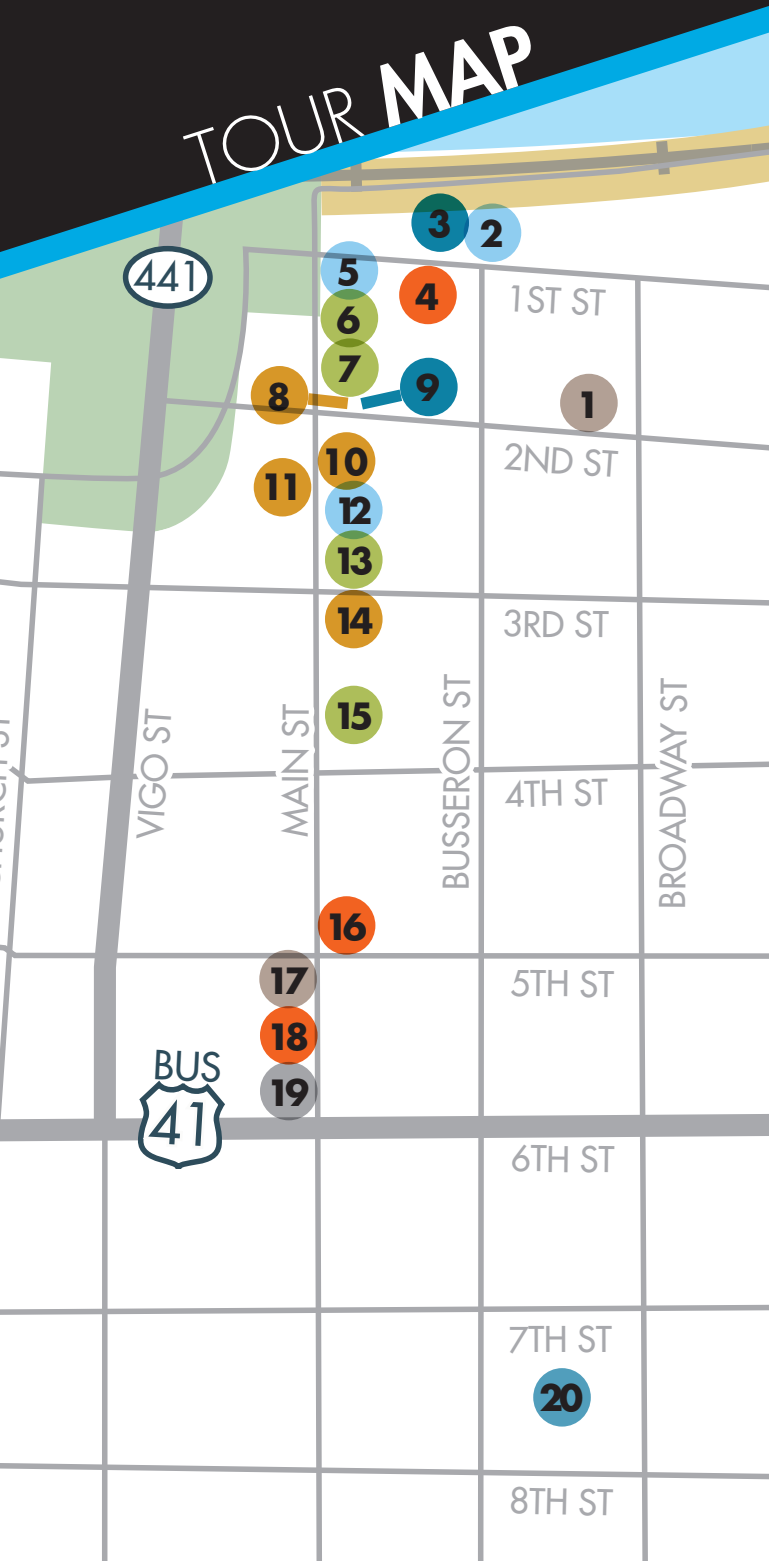 TOUR MAP
3
2
441
5
4
1ST ST
6
7
8
9
1
2ND ST
10
11
12
13
14
3RD ST
15
VIGO ST
MAIN ST
BUSSERON ST
BROADWAY ST
4TH ST
16
17
5TH ST
18
BUS
41
19
6TH ST
7TH ST
20
8TH ST